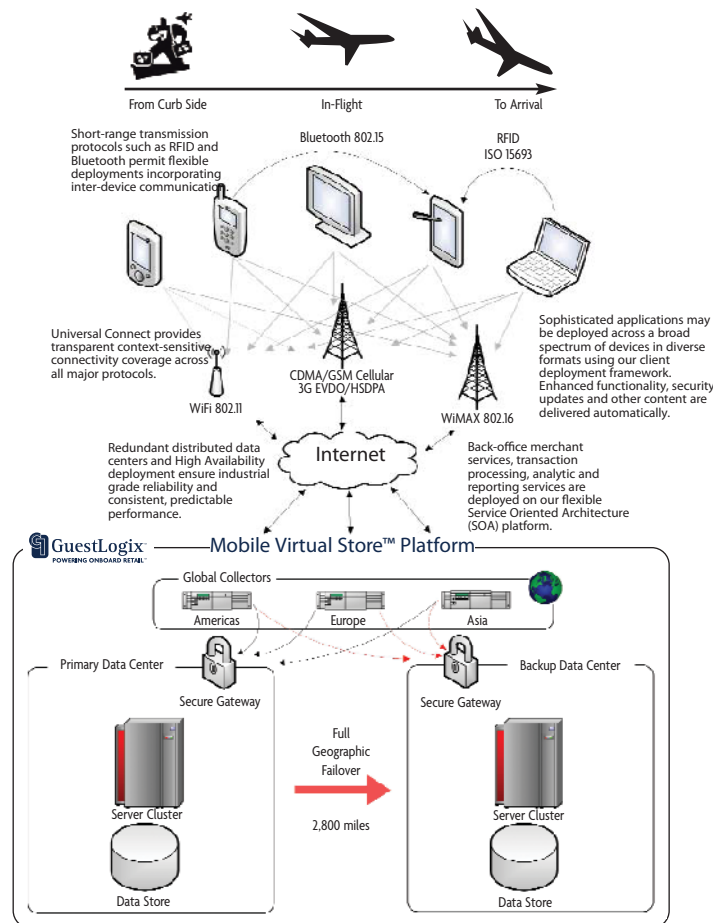 From Curb Side
In-Flight
To Arrival
Short-range transmission
protocols such as RFID and
Bluetooth permit flexible
deployments incorporating
inter-device communication.
Bluetooth 802.15
RFID
ISO 15693
Universal Connect provides
transparent context-sensitive
connectivity coverage across
all major protocols.
WiFi 802.11
CDMA/GSM Cellular
3G EVDO/HSDPA
WiMAX 802.16
Sophisticated applications may
be deployed across a broad
spectrum of devices in diverse
formats using our client
deployment framework.
Enhanced functionality, security
updates and other content are
delivered automatically.
Redundant distributed data
centers and High Availability
deployment ensure industrial
grade reliability and
consistent, predictable
performance.
Internet
Back-office merchant
services, transaction
processing, analytic and
reporting services are
deployed on our flexible
Service Oriented Architecture
(SOA) platform.
GuestLogix™
POWERING ONBOARD RETAIL™
Mobile Virtual Store™ Platform
Global Collectors
Americas
Europe
Asia
Primary Data Center
Secure Gateway
Server Cluster
Data Store
Full
Geographic
Failover
2,800 miles
Backup Data Center
Secure Gateway
Server Cluster
Data Store